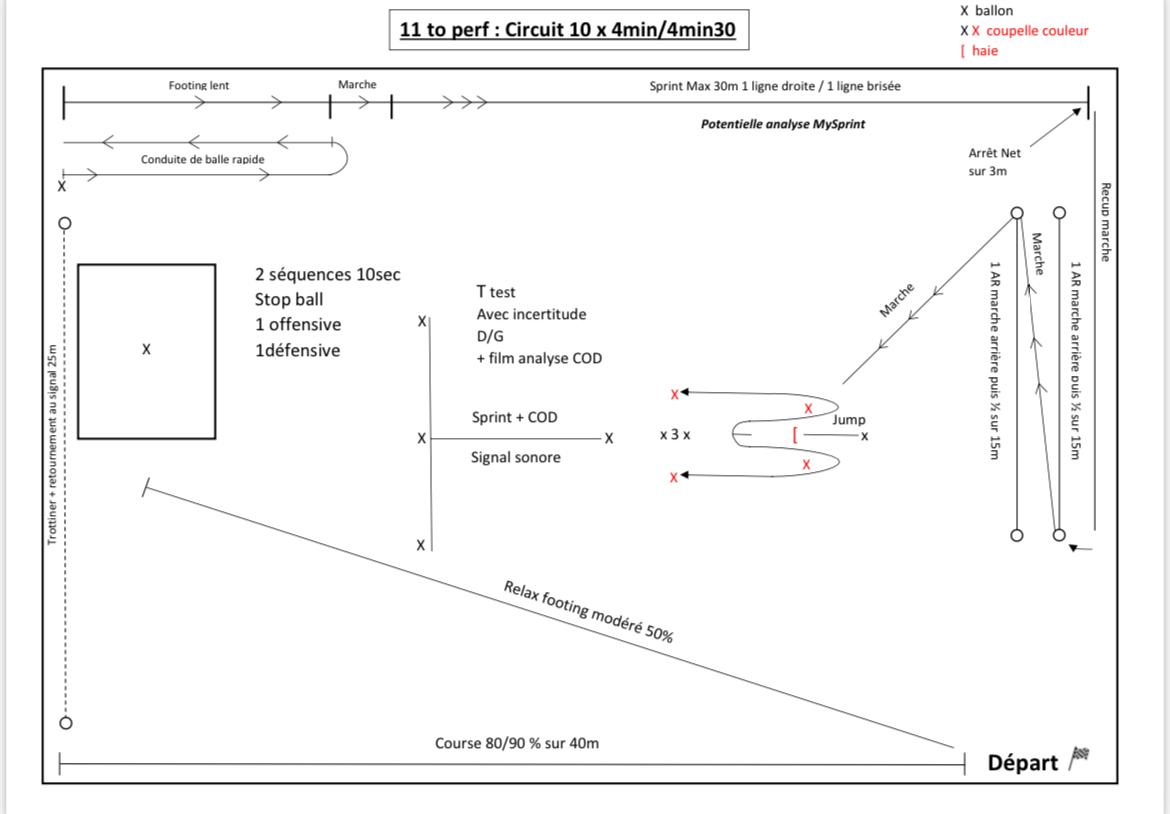 11 to perf : Circuit 10 x 4min/4min30
X ballon
X X coupelle couleur
[ haie
Footing lent
Marche
Sprint Max 30m 1 ligne droite / 1 ligne brisée
Potentielle analyse MySprint
Conduite de balle rapide
X
Arrêt Net
sur 3m
Recup marche
Trottiner + retournement au signal 25m
X
2 séquences 10sec
Stop ball
1 offensive
1défensive
T test
Avec incertitude
D/G
+ film analyse COD
X
Sprint + COD
X
X
Signal sonore
X
Marche
Marche
1 AR marche arrière puis ¾ sur 15m
1 AR marche arrière puis ¾ sur 15m
X
X
Jump
x 3 x
[
x
X
X
Relax footing modéré 50%
Course 80/90 % sur 40m
Départ